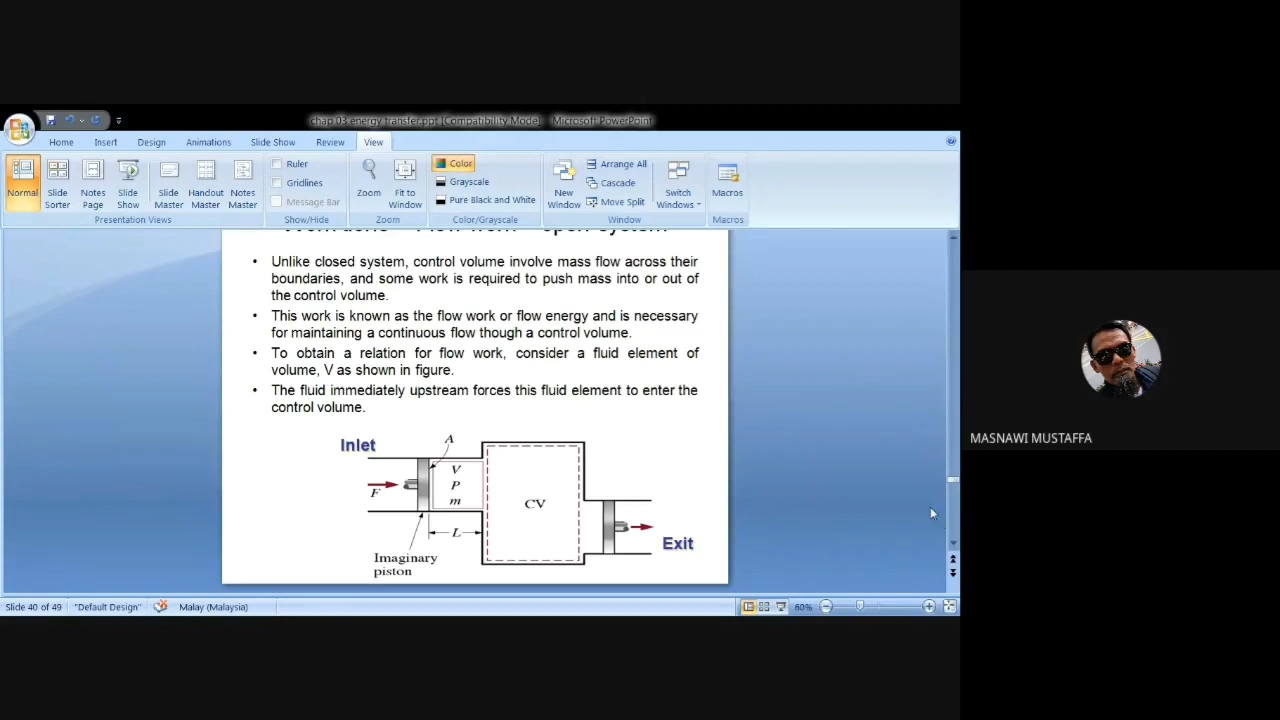 chap 03 energy transfer.ppt [Compatibility Mode] - Microsoft PowerPoint
Home Insert Design Animations Slide Show Review View
Ruler
Gridlines
Message Bar
Color
Grayscale
Pure Black and White
Arrange All
Cascade
Move Split
Normal Slide Sorter Notes Page Slide Show Slide Master Handout Master Notes Master
Zoom Fit to Window
New Window
Switch Windows
Macros
Presentation Views Show/Hide Zoom Color/Grayscale Window Macros
• Unlike closed system, control volume involve mass flow across their
boundaries, and some work is required to push mass into or out of
the control volume.
• This work is known as the flow work or flow energy and is necessary
for maintaining a continuous flow though a control volume.
• To obtain a relation for flow work, consider a fluid element of
volume, V as shown in figure.
• The fluid immediately upstream forces this fluid element to enter the
control volume.
Inlet
A
V
P
F
m
CV
L
Exit
Imaginary
piston
MASNAWI MUSTAFFA
Slide 40 of 49 "Default Design" Malay (Malaysia) 60%